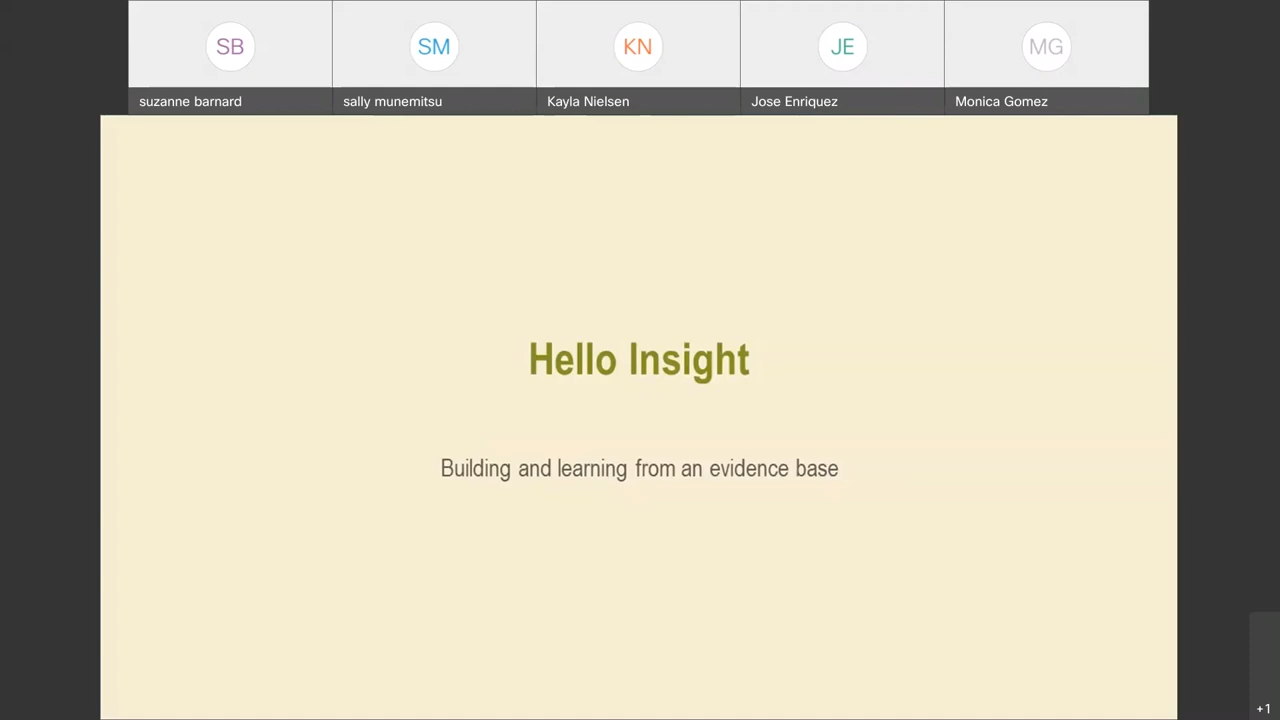 SB
SM
KN
JE
MG
suzanne barnard
sally munemitsu
Kayla Nielsen
Jose Enriquez
Monica Gomez
Hello Insight
Building and learning from an evidence base
+1